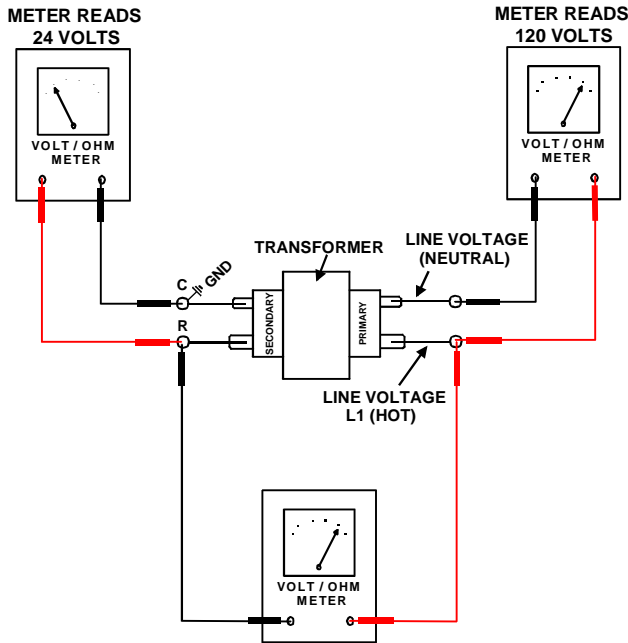 METER READS
24 VOLTS
METER READS
120 VOLTS
VOLT / OHM
METER
VOLT / OHM
METER
TRANSFORMER
LINE VOLTAGE
(NEUTRAL)
C
GND
R
SECONDARY
PRIMARY
LINE VOLTAGE
L1 (HOT)
VOLT / OHM
METER